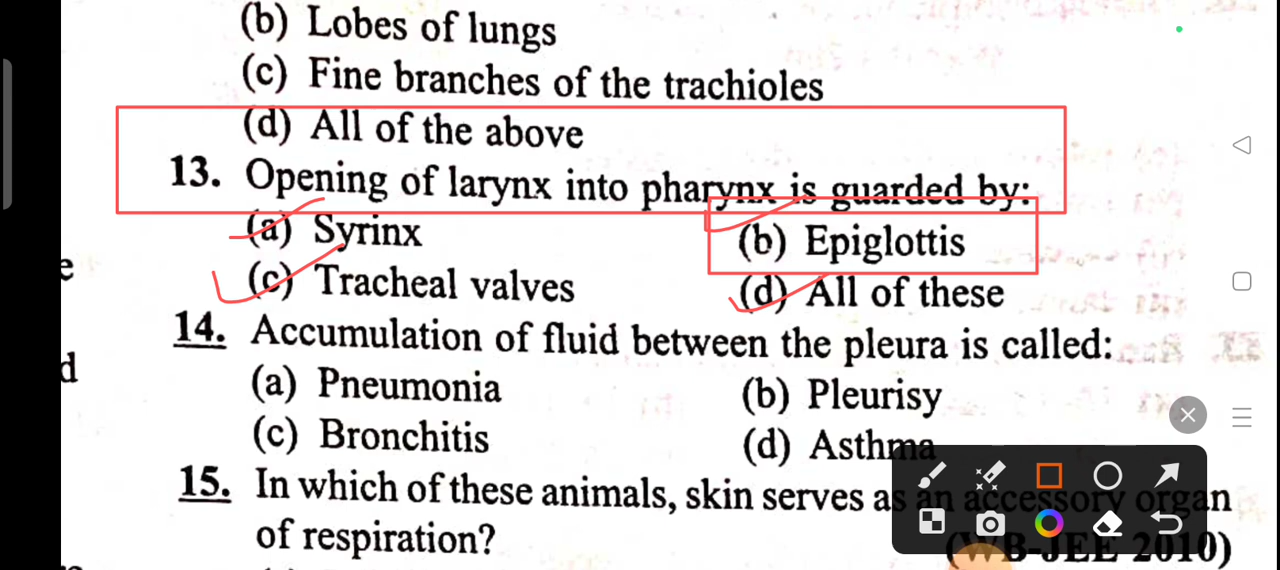 (b) Lobes of lungs
(c) Fine branches of the trachioles
(d) All of the above
13. Opening of larynx into pharynx is guarded by:
(a) Syrinx (b) Epiglottis
e
(c) Tracheal valves (d) All of these
14. Accumulation of fluid between the pleura is called:
d
(a) Pneumonia (b) Pleurisy
(c) Bronchitis (d) Asthma
15. In which of these animals, skin serves as an accessory organ
of respiration? (WB-JEE 2010)